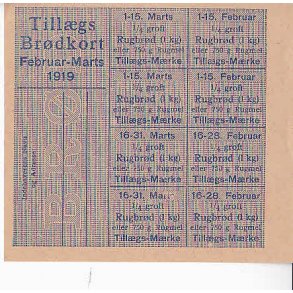 Tillægs
Brødkort
Februar-Marts
1919
1-15. Marts
1/4 groft
Rugbrød (1 kg)
eller 750 g Rugmel
Tillægs-Mærke
1-15. Februar
1/4 groft
Rugbrød (1 kg)
eller 750 g Rugmel
Tillægs-Mærke
1-15. Marts
1/4 groft
Rugbrød (1 kg)
eller 750 g Rugmel
Tillægs-Mærke
1-15. Februar
1/4 groft
Rugbrød (1 kg)
eller 750 g Rugmel
Tillægs-Mærke
16-31. Marts
1/4 groft
Rugbrød (1 kg)
eller 750 g Rugmel
Tillægs-Mærke
16-28. Februar
1/4 groft
Rugbrød (1 kg)
eller 750 g Rugmel
Tillægs-Mærke
16-31. Mar
1/4 groft
Rugbrød (1 kg)
eller 750 g Rugmel
Tillægs-Mærke
16-28. Februar
1/4 groft
Rugbrød (1 kg)
eller 750 g Rugmel
Tillægs-Mærke
og Adresse